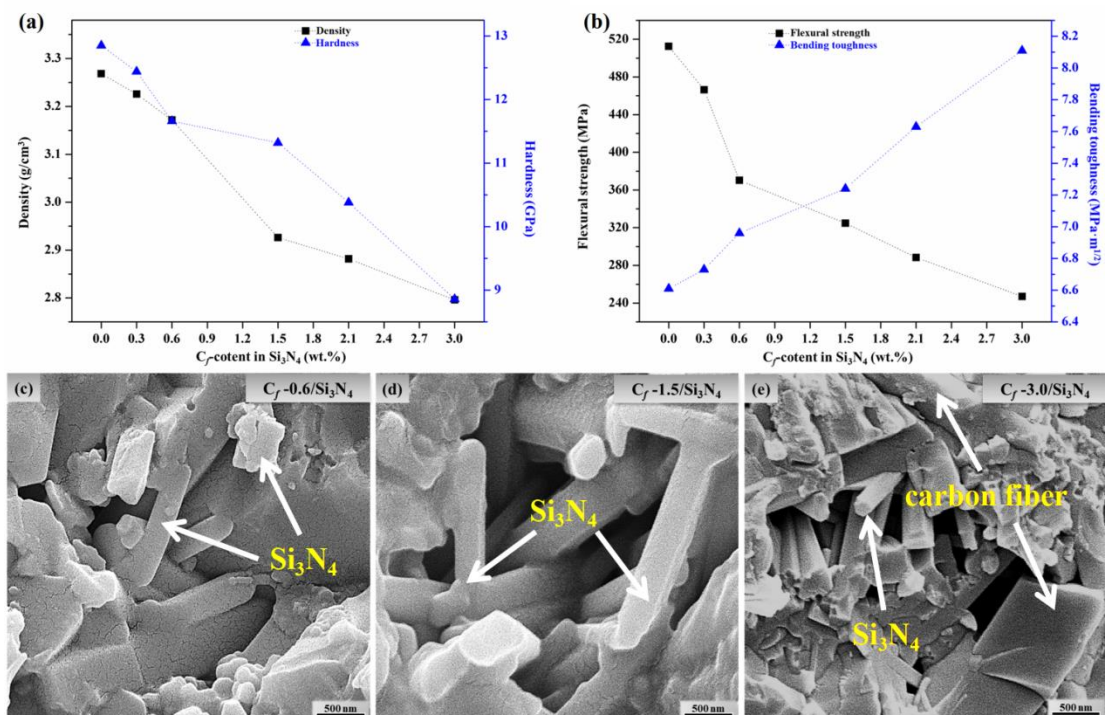 (a)
Density
Hardness
3.3
3.2
3.1
3.0
2.9
2.8
Density (g/cm³)
13
12
11
10
9
Hardness (GPa)
0.0 0.3 0.6 0.9 1.2 1.5 1.8 2.1 2.4 2.7 3.0
C_f-cotent in Si₃N₄ (wt.%)
(b)
Flexural strength
Bending toughness
520
480
440
400
360
320
280
240
Flexural strength (MPa)
8.2
8.0
7.8
7.6
7.4
7.2
7.0
6.8
6.6
6.4
Bending toughness (MPa·m^1/2)
0.0 0.3 0.6 0.9 1.2 1.5 1.8 2.1 2.4 2.7 3.0
C_f-cotent in Si₃N₄ (wt.%)
(c)
C_f -0.6/Si₃N₄
Si₃N₄
500 nm
(d)
C_f -1.5/Si₃N₄
Si₃N₄
500 nm
(e)
C_f -3.0/Si₃N₄
carbon fiber
Si₃N₄
500 nm